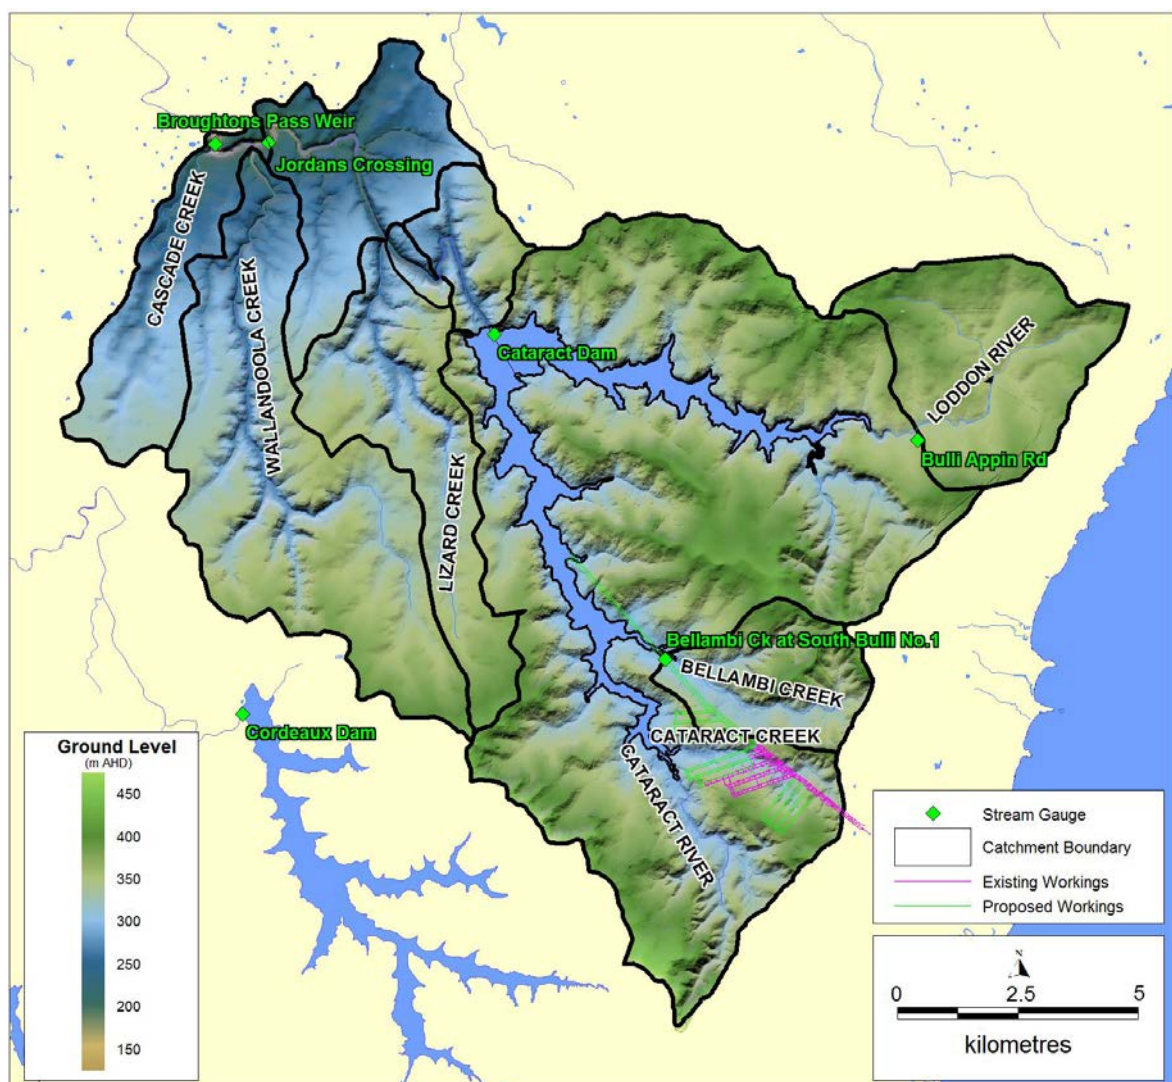 Broughtons Pass Weir
Jordans Crossing
CASCADE CREEK
WALLANDOOLA CREEK
LIZARD CREEK
Cataract Dam
LODDON RIVER
Bulli Appin Rd
Bellambi Ck at South Bulli No.1
BELLAMBI CREEK
CATARACT CREEK
CATARACT RIVER
Cordeaux Dam
Ground Level
(m AHD)
450
400
350
300
250
200
150
Stream Gauge
Catchment Boundary
Existing Workings
Proposed Workings
N
0 2.5 5
kilometres